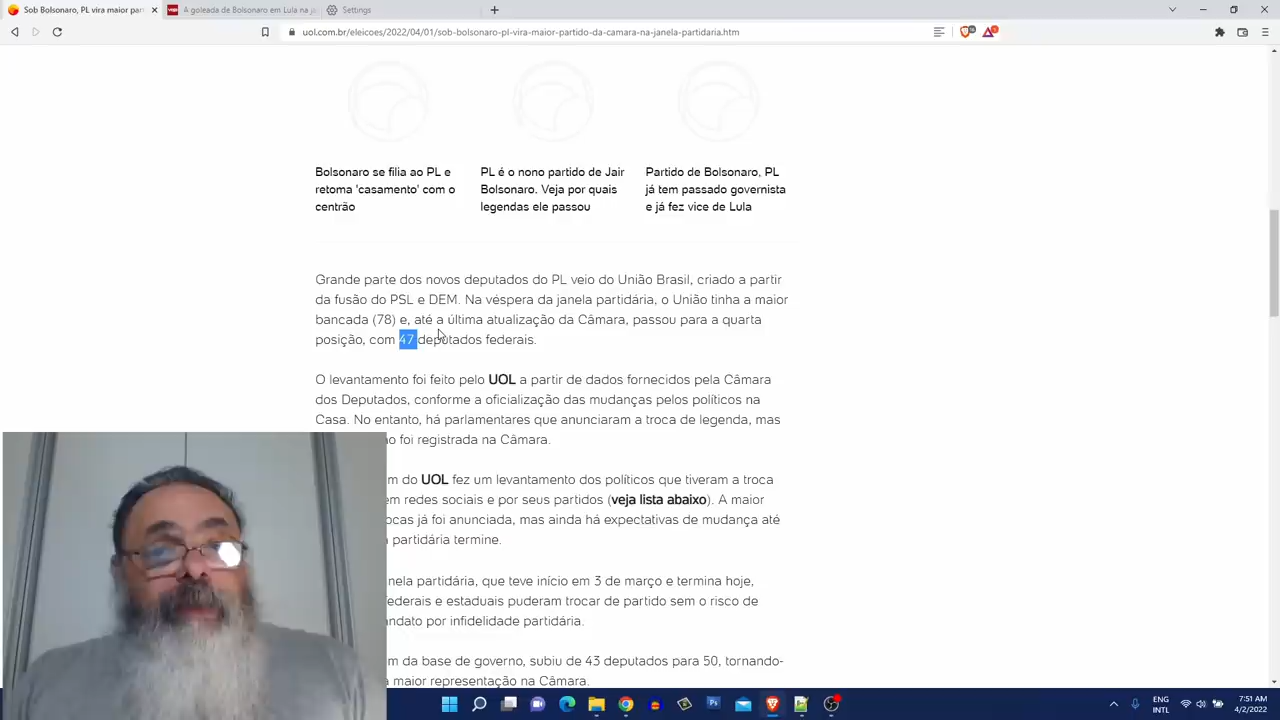 Sob Bolsonaro, PL vira maior par
A goleada de Bolsonaro em Lula na ja
Settings
uol.com.br/eleicoes/2022/04/01/sob-bolsonaro-pl-vira-maior-partido-da-camara-na-janela-partidaria.htm
Bolsonaro se filia ao PL e
retoma 'casamento' com o
centrão
PL é o nono partido de Jair
Bolsonaro. Veja por quais
legendas ele passou
Partido de Bolsonaro, PL
já tem passado governista
e já fez vice de Lula
Grande parte dos novos deputados do PL veio do União Brasil, criado a partir
da fusão do PSL e DEM. Na véspera da janela partidária, o União tinha a maior
bancada (78) e, até a última atualização da Câmara, passou para a quarta
posição, com 47 deputados federais.
O levantamento foi feito pelo UOL a partir de dados fornecidos pela Câmara
dos Deputados, conforme a oficialização das mudanças pelos políticos na
Casa. No entanto, há parlamentares que anunciaram a troca de legenda, mas
ão foi registrada na Câmara.
m do UOL fez um levantamento dos políticos que tiveram a troca
em redes sociais e por seus partidos (veja lista abaixo). A maior
ocas já foi anunciada, mas ainda há expectativas de mudança até
a partidária termine.
nela partidária, que teve início em 3 de março e termina hoje,
federais e estaduais puderam trocar de partido sem o risco de
ndato por infidelidade partidária.
m da base de governo, subiu de 43 deputados para 50, tornando-
a maior representação na Câmara.
ENG
INTL
7:51 AM
4/2/2022